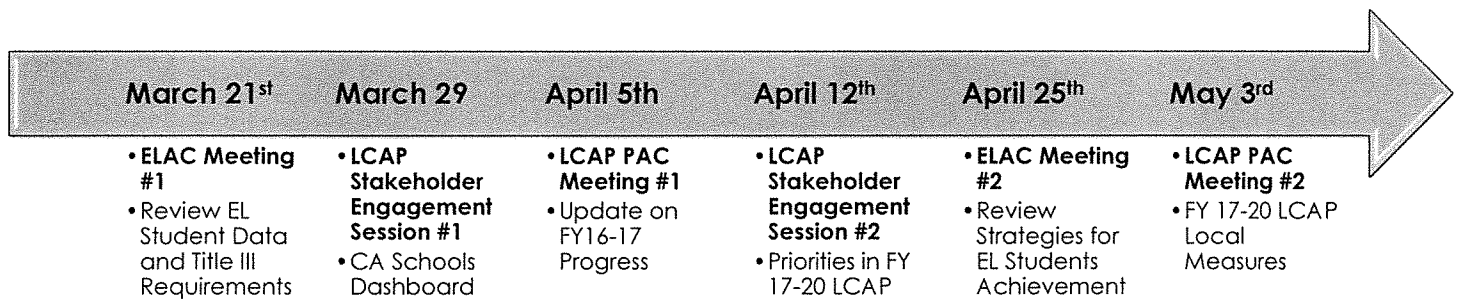 March 21st
March 29
April 5th
April 12th
April 25th
May 3rd
• ELAC Meeting
#1
• Review EL
Student Data
and Title III
Requirements
• LCAP
Stakeholder
Engagement
Session #1
• CA Schools
Dashboard
• LCAP PAC
Meeting #1
• Update on
FY16-17
Progress
• LCAP
Stakeholder
Engagement
Session #2
• Priorities in FY
17-20 LCAP
• ELAC Meeting
#2
• Review
Strategies for
EL Students
Achievement
• LCAP PAC
Meeting #2
• FY 17-20 LCAP
Local
Measures